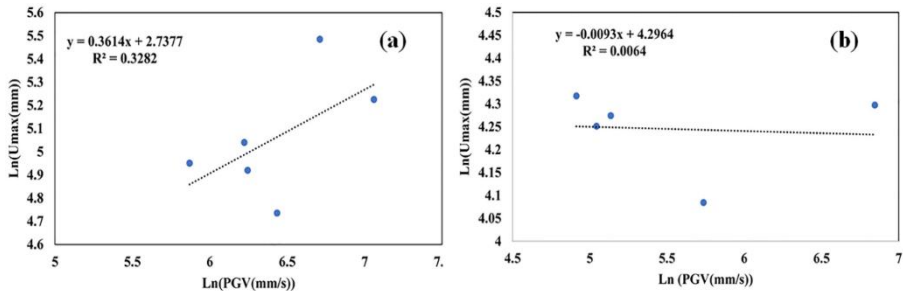 5.6
5.5
5.4
5.3
5.2
5.1
5
4.9
4.8
4.7
4.6
Ln(Umax(mm))
y = 0.3614x + 2.7377
R² = 0.3282
(a)
5 5.5 6 6.5 7 7.
Ln(PGV(mm/s))
4.5
4.45
4.4
4.35
4.3
4.25
4.2
4.15
4.1
4.05
4
Ln(Umax(mm))
y = -0.0093x + 4.2964
R² = 0.0064
(b)
4.5 5 5.5 6 6.5 7
Ln (PGV(mm/s))